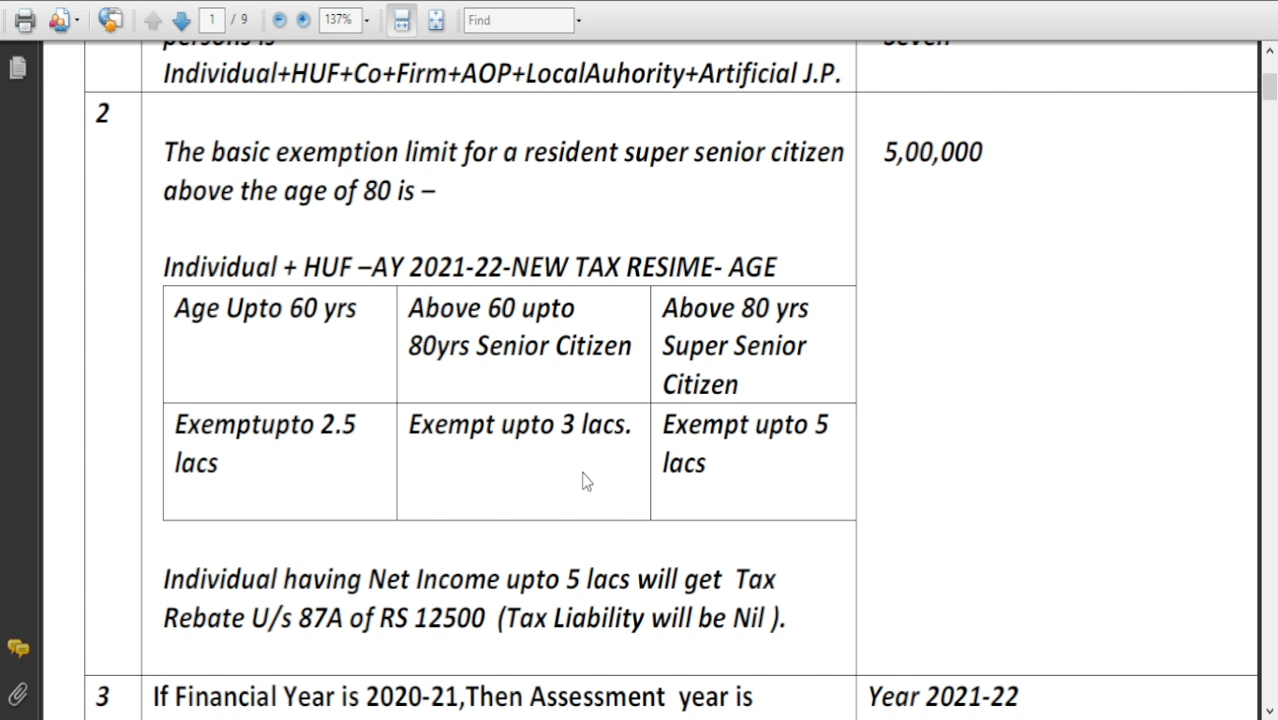 1 / 9
137%
Find
persons is
Seven
Individual+HUF+Co+Firm+AOP+LocalAuhority+Artificial J.P.
2
The basic exemption limit for a resident super senior citizen
5,00,000
above the age of 80 is –
Individual + HUF –AY 2021-22-NEW TAX RESIME- AGE
Age Upto 60 yrs
Above 60 upto
80yrs Senior Citizen
Above 80 yrs
Super Senior
Citizen
Exemptupto 2.5
lacs
Exempt upto 3 lacs.
Exempt upto 5
lacs
Individual having Net Income upto 5 lacs will get Tax
Rebate U/s 87A of RS 12500 (Tax Liability will be Nil ).
3
If Financial Year is 2020-21,Then Assessment year is
Year 2021-22